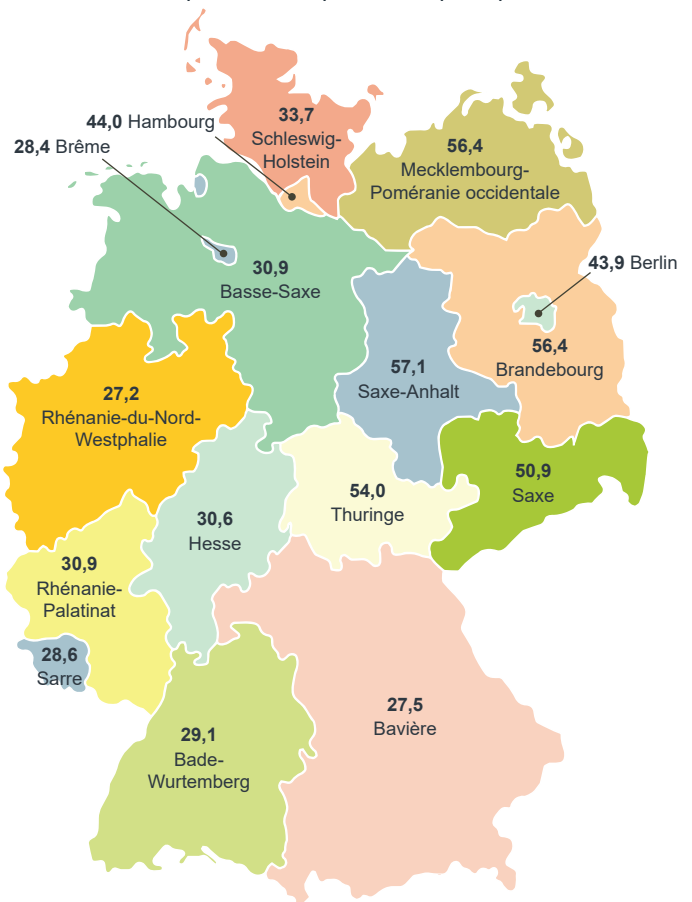 33,7
Schleswig-
Holstein
44,0 Hambourg
28,4 Brême
56,4
Mecklembourg-
Poméranie occidentale
30,9
Basse-Saxe
43,9 Berlin
56,4
Brandebourg
57,1
Saxe-Anhalt
27,2
Rhénanie-du-Nord-
Westphalie
50,9
Saxe
54,0
Thuringe
30,6
Hesse
30,9
Rhénanie-
Palatinat
28,6
Sarre
27,5
Bavière
29,1
Bade-
Wurtemberg